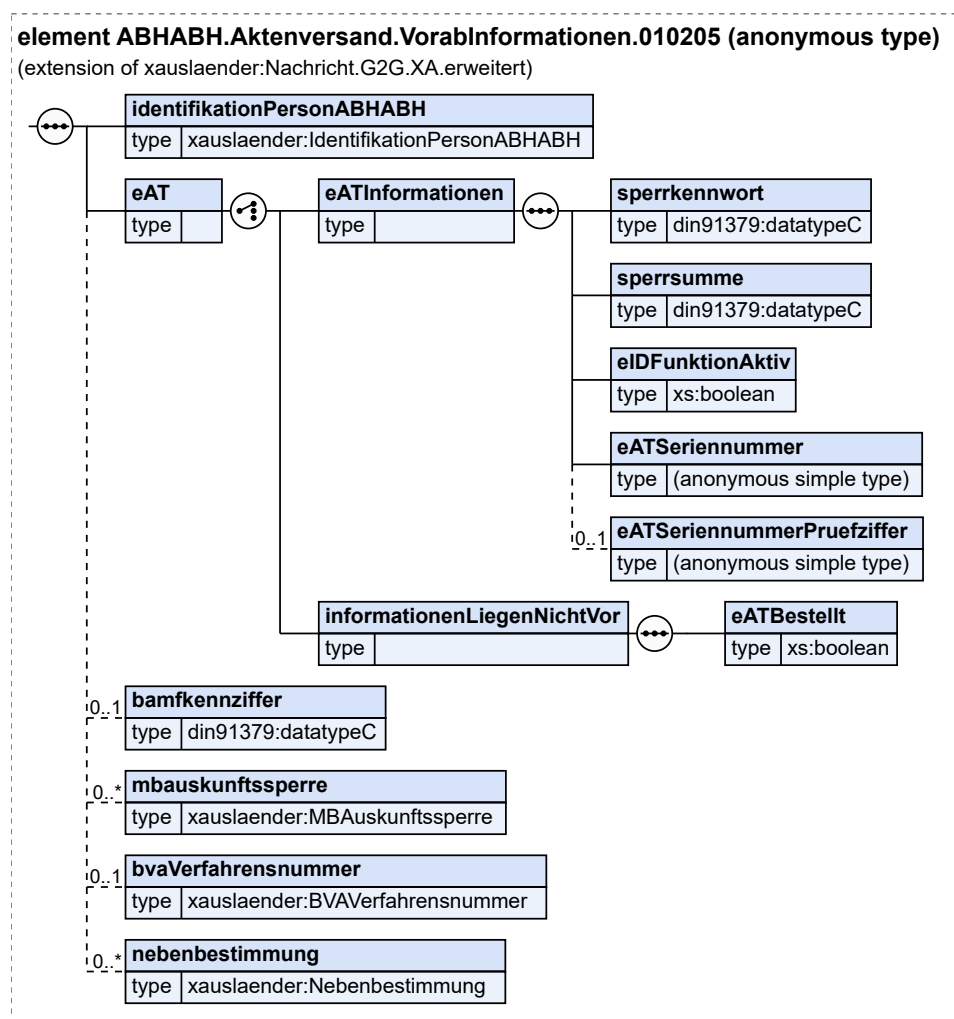 element ABHABH.Aktenversand.VorabInformationen.010205 (anonymous type)
(extension of xauslaender:Nachricht.G2G.XA.erweitert)
identifikationPersonABHABH
type xauslaender:IdentifikationPersonABHABH
eAT
type
eATInformationen
type
sperrkennwort
type din91379:datatypeC
sperrsumme
type din91379:datatypeC
eIDFunktionAktiv
type xs:boolean
eATSeriennummer
type (anonymous simple type)
0..1 eATSeriennummerPruefziffer
type (anonymous simple type)
informationenLiegenNichtVor
type
eATBestellt
type xs:boolean
0..1 bamfkennziffer
type din91379:datatypeC
0..* mbauskunftssperre
type xauslaender:MBAuskunftssperre
0..1 bvaVerfahrensnummer
type xauslaender:BVAVerfahrensnummer
0..* nebenbestimmung
type xauslaender:Nebenbestimmung